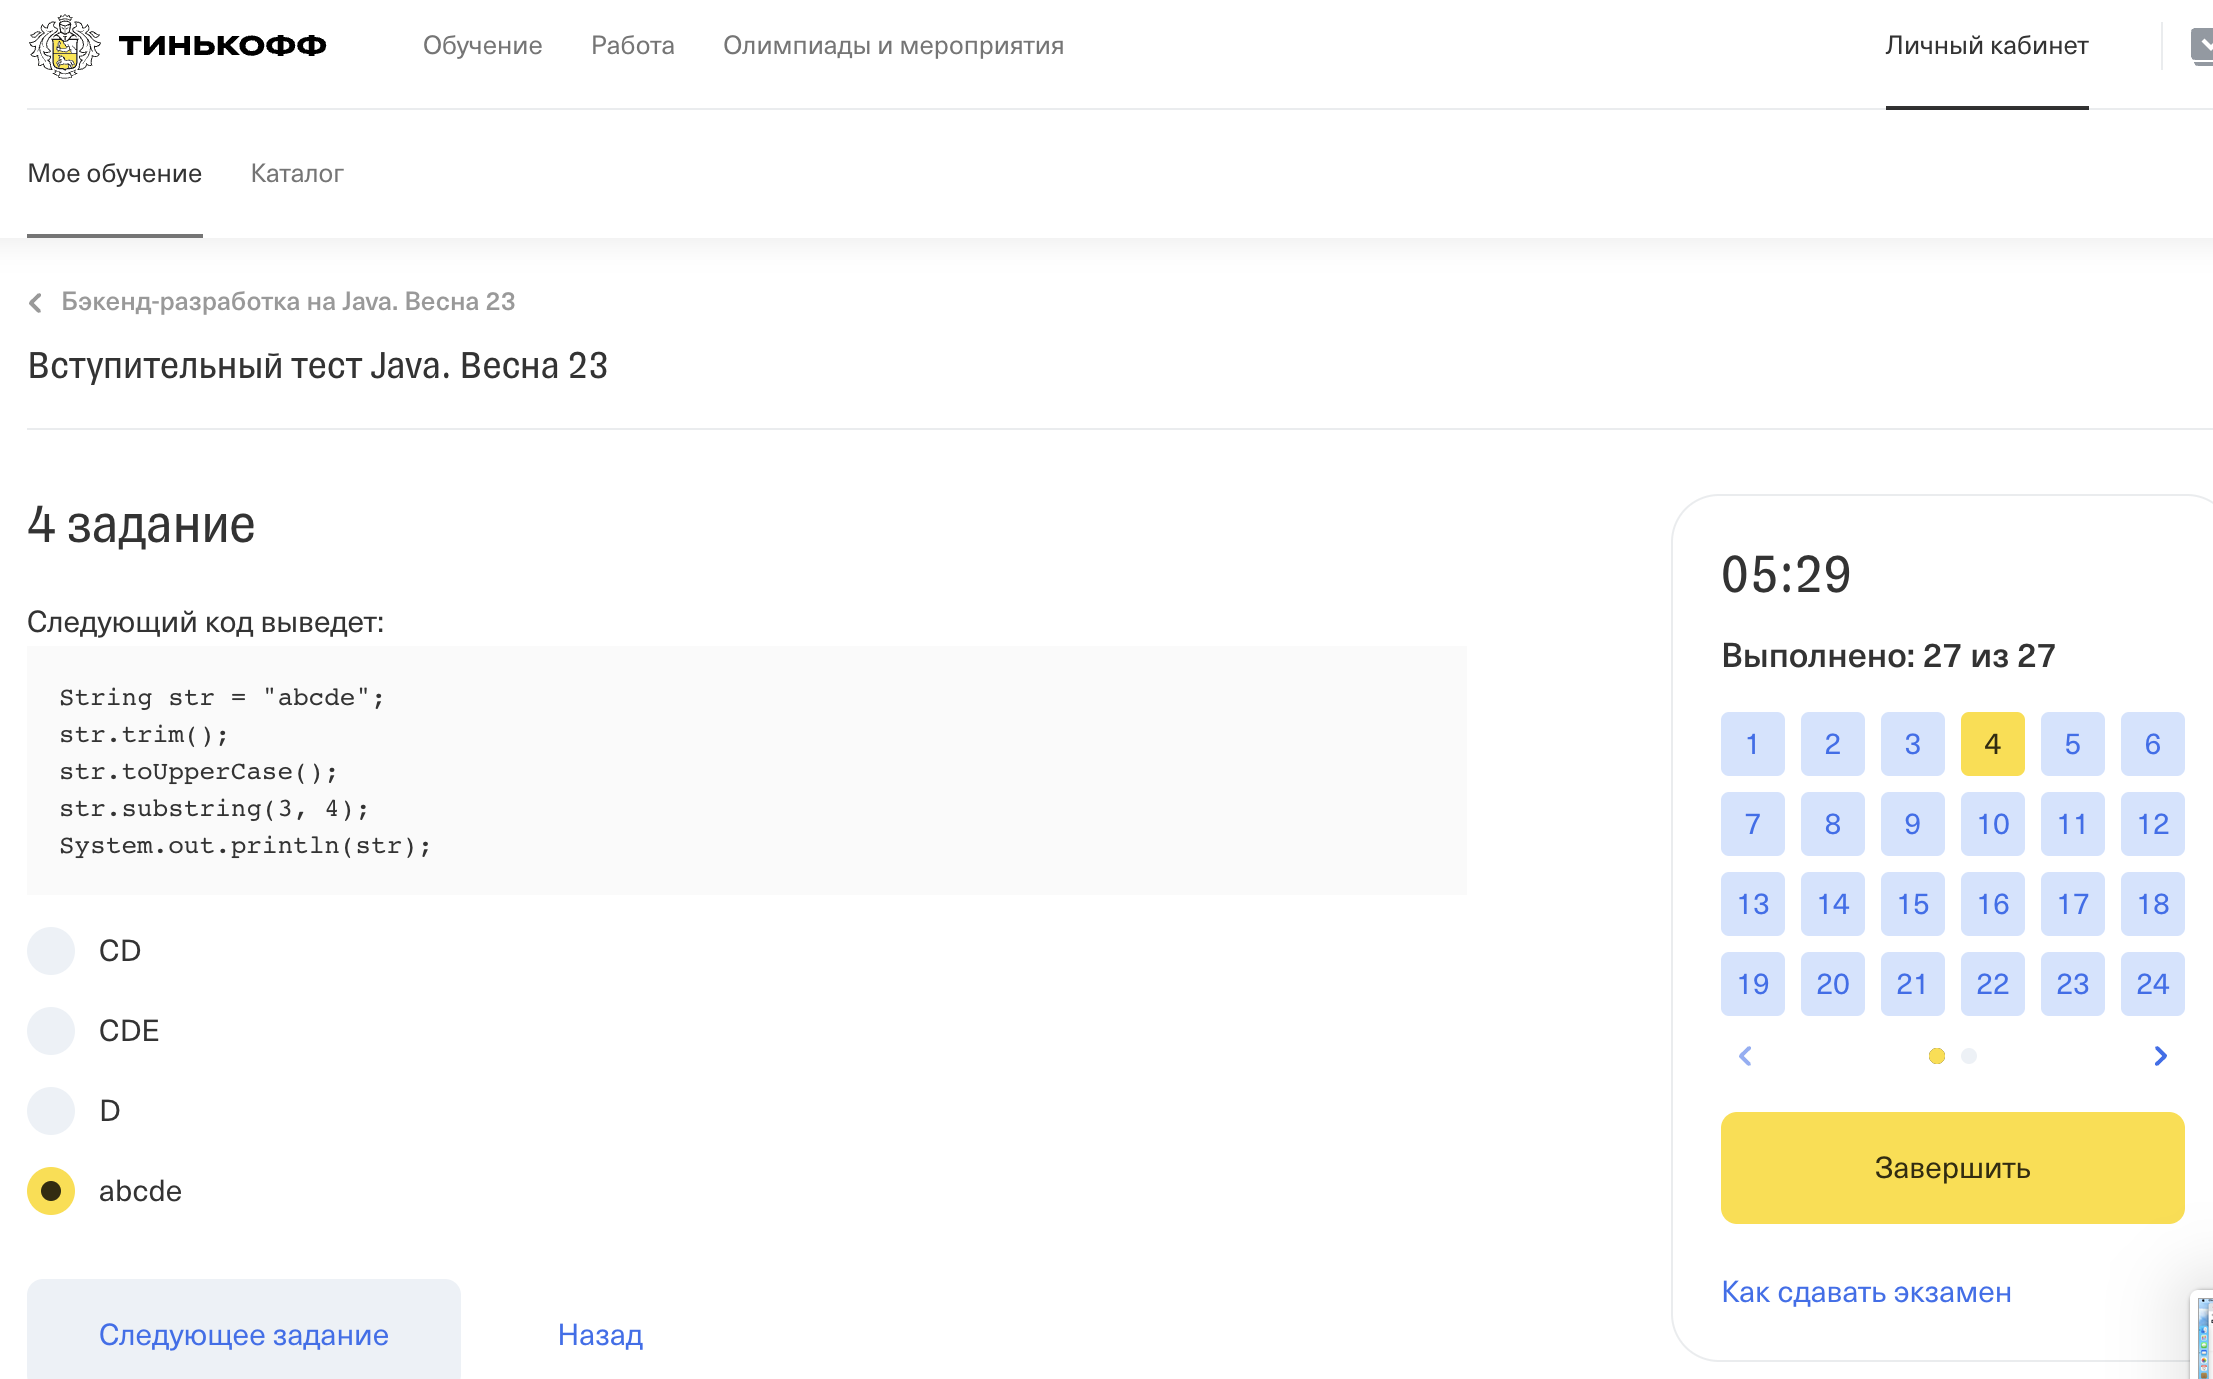 ТИНЬКОФФ
Обучение
Работа
Олимпиады и мероприятия
Личный кабинет
Мое обучение
Каталог
Бэкенд-разработка на Java. Весна 23
Вступительный тест Java. Весна 23
4 задание
Следующий код выведет:
String str = "abcde";
str.trim();
str.toUpperCase();
str.substring(3, 4);
System.out.println(str);
CD
CDE
D
abcde
Следующее задание
Назад
05:29
Выполнено: 27 из 27
1 2 3 4 5 6
7 8 9 10 11 12
13 14 15 16 17 18
19 20 21 22 23 24
Завершить
Как сдавать экзамен